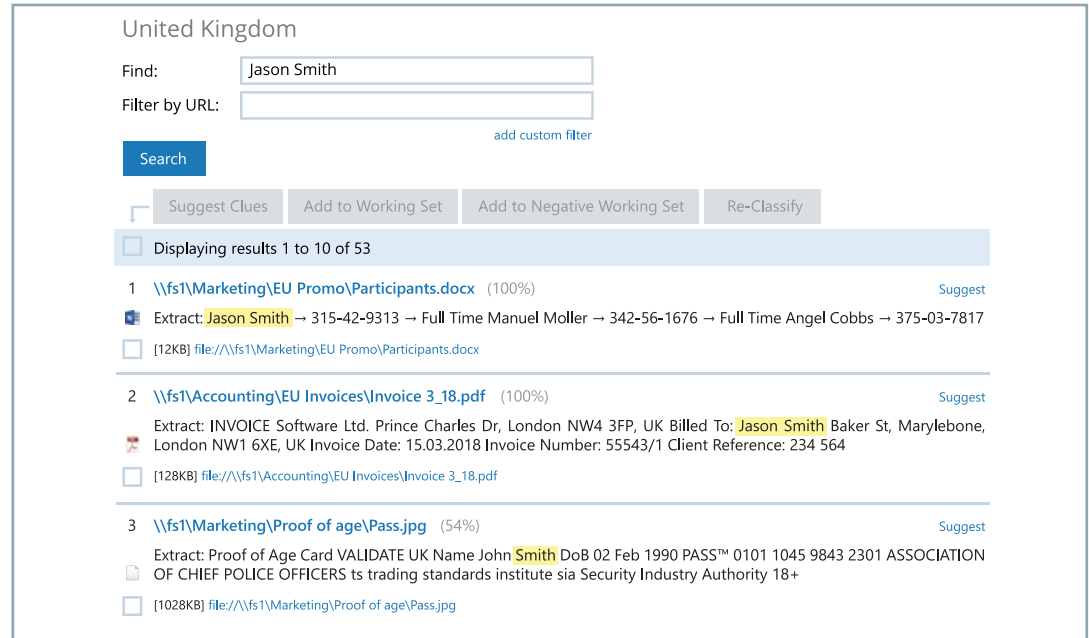 United Kingdom
Find: Jason Smith
Filter by URL:
add custom filter
Search
Suggest Clues Add to Working Set Add to Negative Working Set Re-Classify
Displaying results 1 to 10 of 53
1 \\fs1\Marketing\EU Promo\Participants.docx (100%) Suggest
Extract: Jason Smith → 315-42-9313 → Full Time Manuel Moller → 342-56-1676 → Full Time Angel Cobbs → 375-03-7817
[12KB] file://\\fs1\Marketing\EU Promo\Participants.docx
2 \\fs1\Accounting\EU Invoices\Invoice 3_18.pdf (100%) Suggest
Extract: INVOICE Software Ltd. Prince Charles Dr, London NW4 3FP, UK Billed To: Jason Smith Baker St, Marylebone,
London NW1 6XE, UK Invoice Date: 15.03.2018 Invoice Number: 55543/1 Client Reference: 234 564
[128KB] file://\\fs1\Accounting\EU Invoices\Invoice 3_18.pdf
3 \\fs1\Marketing\Proof of age\Pass.jpg (54%) Suggest
Extract: Proof of Age Card VALIDATE UK Name John Smith DoB 02 Feb 1990 PASS™ 0101 1045 9843 2301 ASSOCIATION
OF CHIEF POLICE OFFICERS ts trading standards institute sia Security Industry Authority 18+
[1028KB] file://\\fs1\Marketing\Proof of age\Pass.jpg